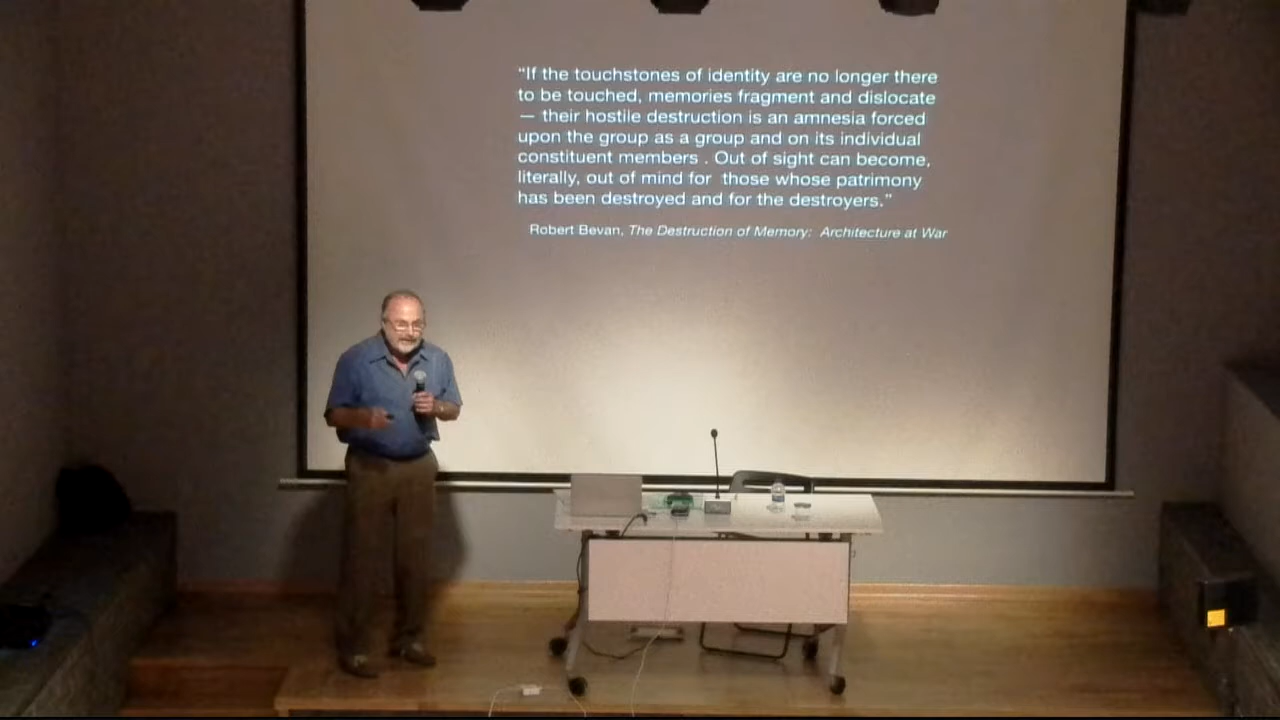 “If the touchstones of identity are no longer there
to be touched, memories fragment and dislocate
— their hostile destruction is an amnesia forced
upon the group as a group and on its individual
constituent members . Out of sight can become,
literally, out of mind for  those whose patrimony
has been destroyed and for the destroyers.”
Robert Bevan, The Destruction of Memory:  Architecture at War